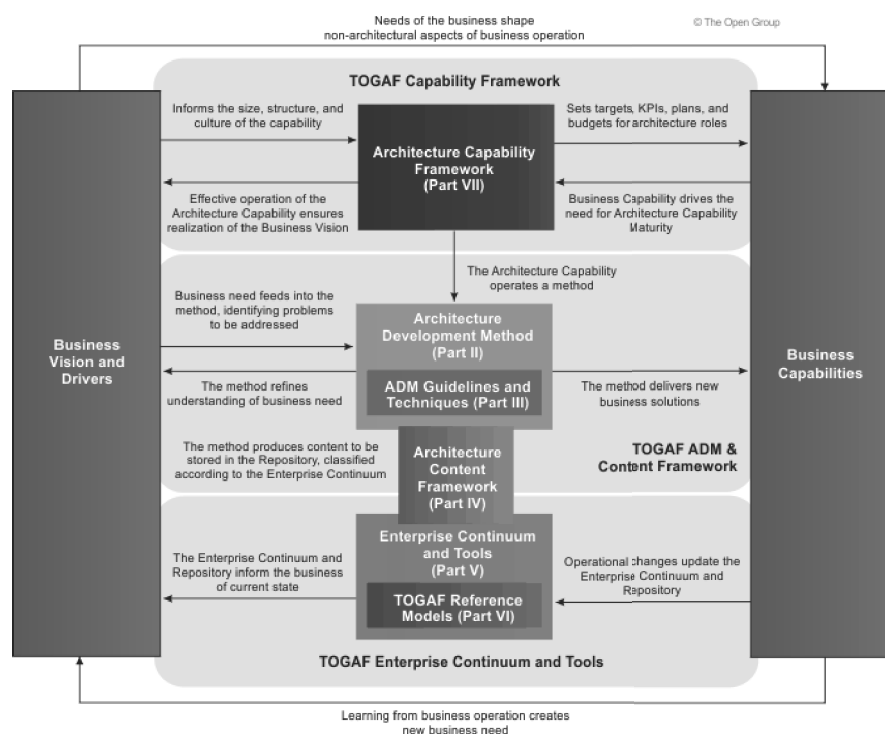 Needs of the business shape
non-architectural aspects of business operation
© The Open Group
TOGAF Capability Framework
Informs the size, structure, and
culture of the capability
Architecture Capability
Framework
(Part VII)
Sets targets, KPIs, plans, and
budgets for architecture roles
Effective operation of the
Architecture Capability ensures
realization of the Business Vision
Business Capability drives the
need for Architecture Capability
Maturity
The Architecture Capability
operates a method
Business
Vision and
Drivers
Business need feeds into the
method, identifying problems
to be addressed
Architecture
Development Method
(Part II)
Business
Capabilities
The method refines
understanding of business need
ADM Guidelines and
Techniques (Part III)
The method delivers new
business solutions
The method produces content to be
stored in the Repository, classified
according to the Enterprise Continuum
Architecture
Content
Framework
(Part IV)
TOGAF ADM &
Content Framework
The Enterprise Continuum and
Repository inform the business
of current state
Enterprise Continuum
and Tools
(Part V)
TOGAF Reference
Models (Part VI)
Operational changes update the
Enterprise Continuum and
Repository
TOGAF Enterprise Continuum and Tools
Learning from business operation creates
new business need